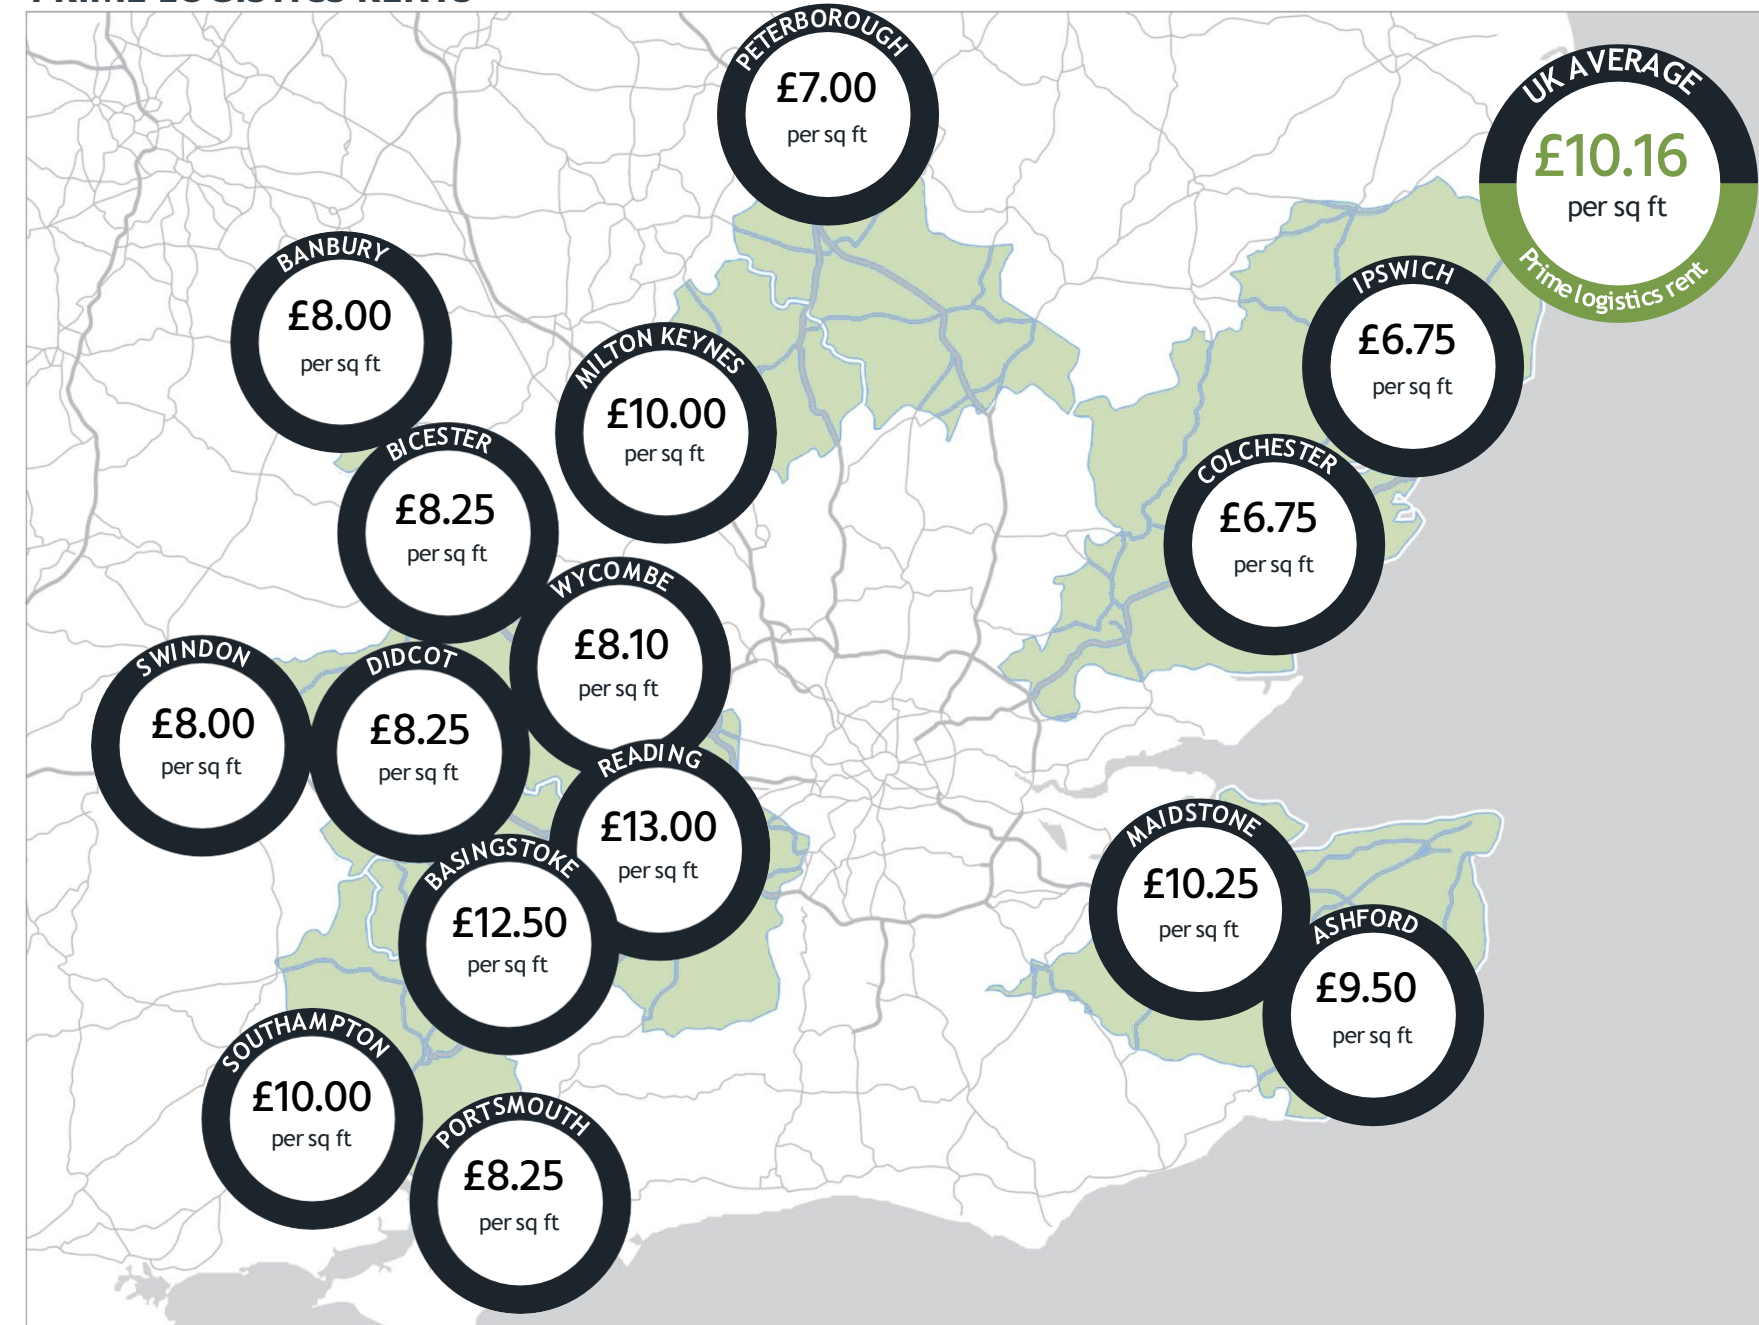 PRIME LOGISTICS RENTS
PETERBOROUGH
£7.00
per sq ft
UK AVERAGE
£10.16
per sq ft
Prime logistics rent
BANBURY
£8.00
per sq ft
IPSWICH
£6.75
per sq ft
MILTON KEYNES
£10.00
per sq ft
BICESTER
£8.25
per sq ft
COLCHESTER
£6.75
per sq ft
WYCOMBE
£8.10
per sq ft
SWINDON
£8.00
per sq ft
DIDCOT
£8.25
per sq ft
READING
£13.00
per sq ft
MAIDSTONE
£10.25
per sq ft
BASINGSTOKE
£12.50
per sq ft
ASHFORD
£9.50
per sq ft
SOUTHAMPTON
£10.00
per sq ft
PORTSMOUTH
£8.25
per sq ft